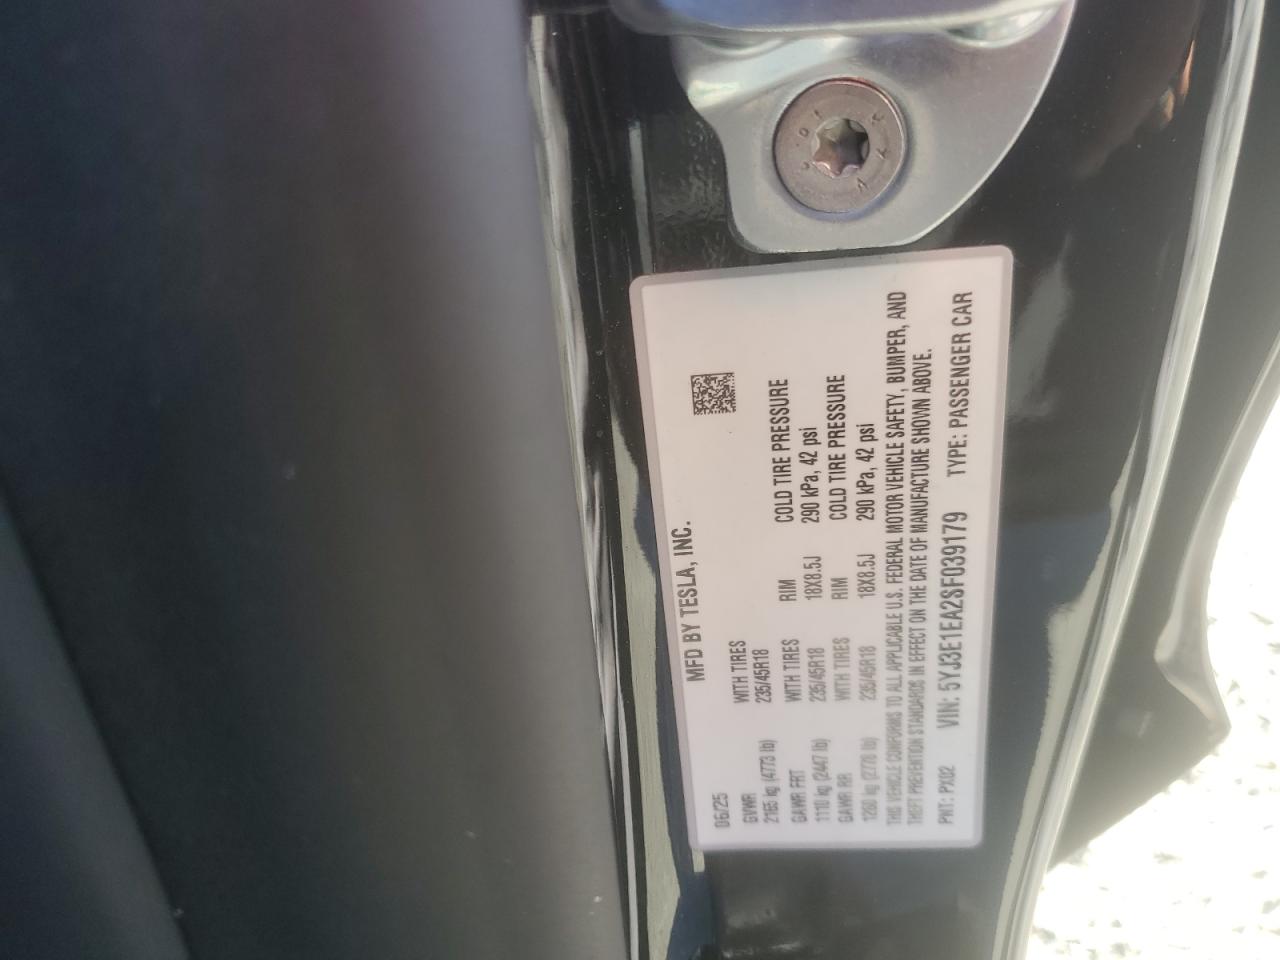 MFD BY TESLA, INC.
06/25
GVWR WITH TIRES
2165 kg (4773 lb) 235/45R18
GAWR FRT WITH TIRES RIM COLD TIRE PRESSURE
1110 kg (2447 lb) 235/45R18 18X8.5J 290 kPa, 42 psi
GAWR RR WITH TIRES RIM COLD TIRE PRESSURE
1260 kg (2778 lb) 235/45R18 18X8.5J 290 kPa, 42 psi
THIS VEHICLE CONFORMS TO ALL APPLICABLE U.S. FEDERAL MOTOR VEHICLE SAFETY, BUMPER, AND
THEFT PREVENTION STANDARDS IN EFFECT ON THE DATE OF MANUFACTURE SHOWN ABOVE.
PNT: PX02 VIN: 5YJ3E1EA2SF039179 TYPE: PASSENGER CAR